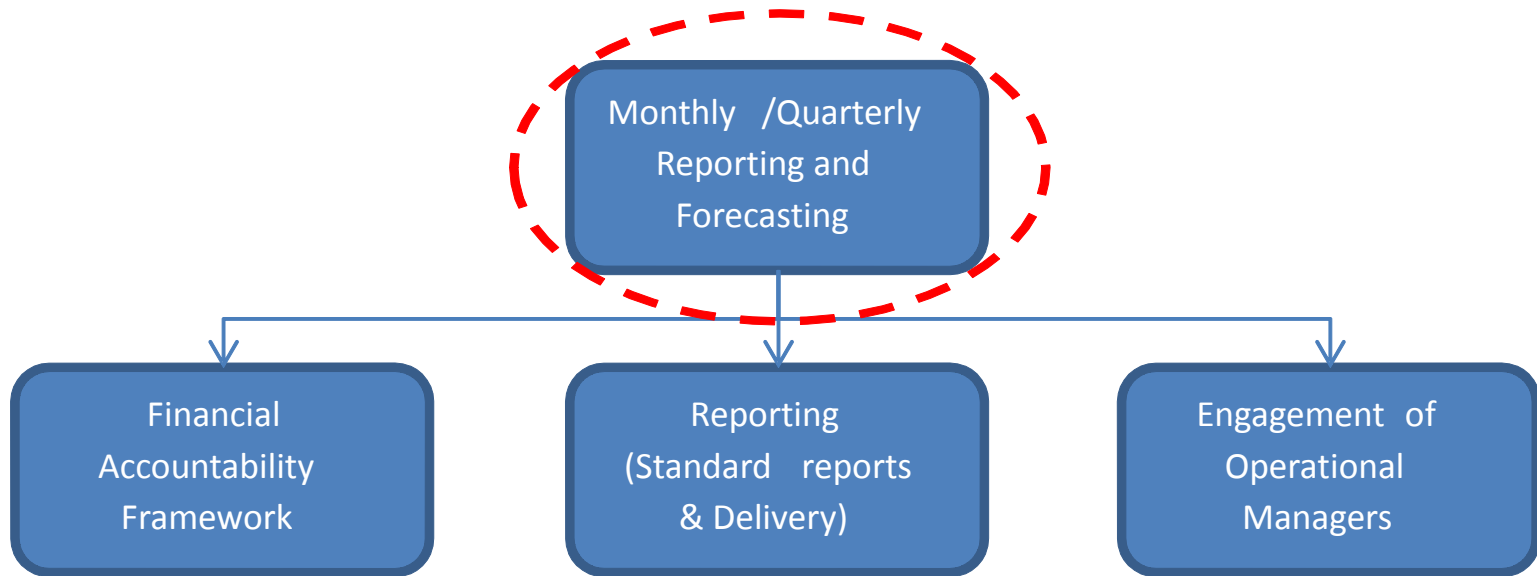 Monthly /Quarterly
Reporting and
Forecasting
Financial
Accountability
Framework
Reporting
(Standard reports
& Delivery)
Engagement of
Operational
Managers